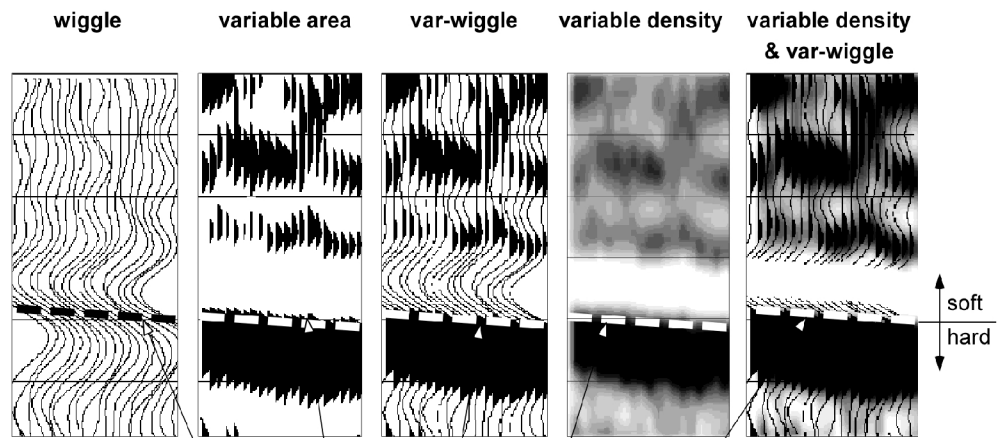 wiggle
variable area
var-wiggle
variable density
variable density
& var-wiggle
soft
hard